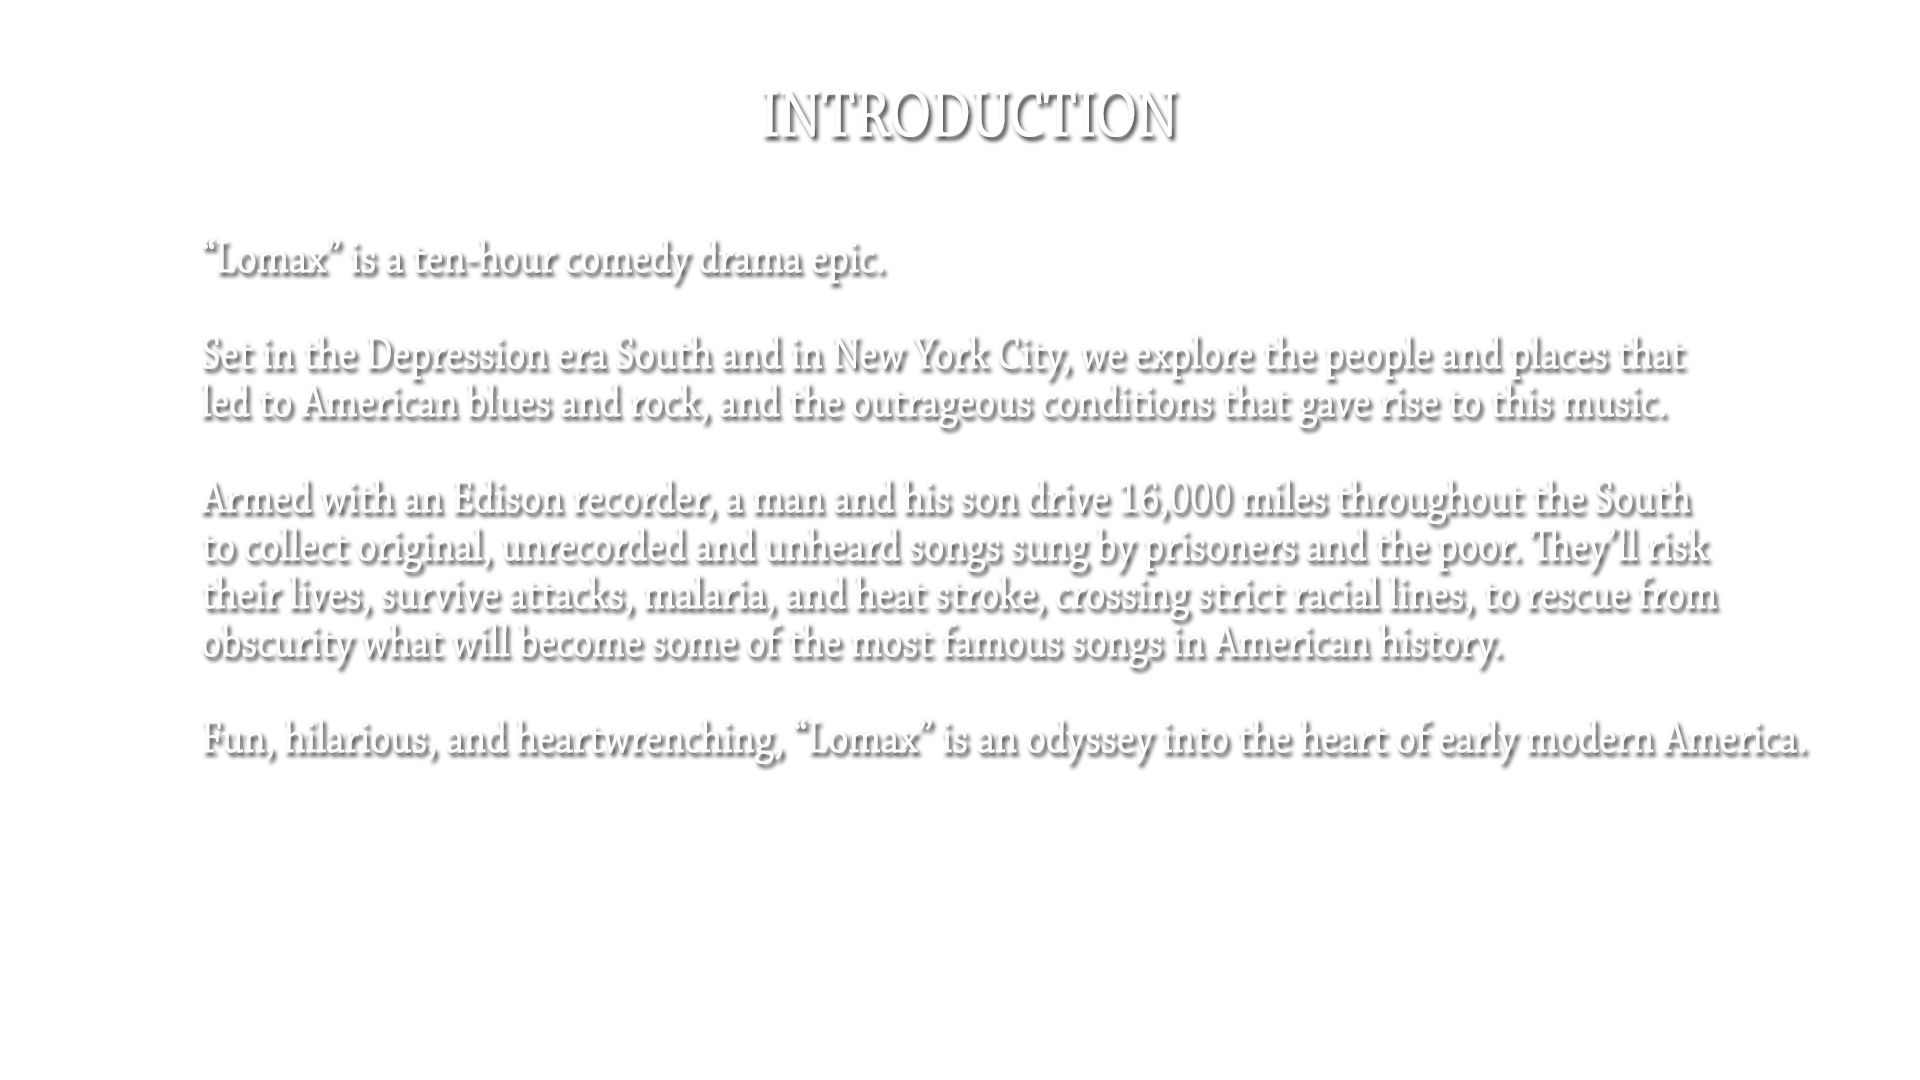 INTRODUCTION
“Lomax” is a ten-hour comedy drama epic.
Set in the Depression era South and in New York City, we explore the people and places that
led to American blues and rock, and the outrageous conditions that gave rise to this music.
Armed with an Edison recorder, a man and his son drive 16,000 miles throughout the South
to collect original, unrecorded and unheard songs sung by prisoners and the poor. They’ll risk
their lives, survive attacks, malaria, and heat stroke, crossing strict racial lines, to rescue from
obscurity what will become some of the most famous songs in American history.
Fun, hilarious, and heartwrenching, “Lomax” is an odyssey into the heart of early modern America.